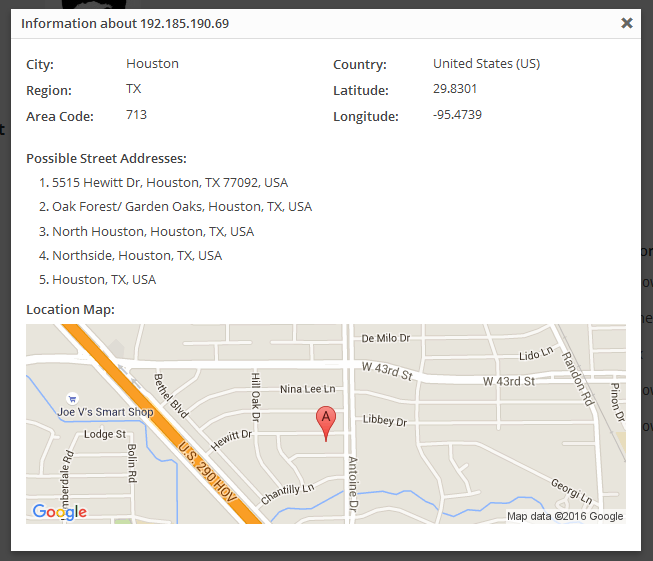 Information about 192.185.190.69
City: Houston Country: United States (US)
Region: TX Latitude: 29.8301
Area Code: 713 Longitude: -95.4739
Possible Street Addresses:
1. 5515 Hewitt Dr, Houston, TX 77092, USA
2. Oak Forest/ Garden Oaks, Houston, TX, USA
3. North Houston, Houston, TX, USA
4. Northside, Houston, TX, USA
5. Houston, TX, USA
Location Map:
De Milo Dr
Lido Ln
W 43rd St
W 43rd St
Randon Rd
Pinon Dr
Bethel Blvd
Hill Oak Dr
Nina Lee Ln
Joe V's Smart Shop
A
Libbey Dr
Lodge St
Hewitt Dr
Bolin Rd
U.S. 290 HOV
Antoine Dr
Chantilly Ln
Georgi Ln
Google
Map data ©2016 Google